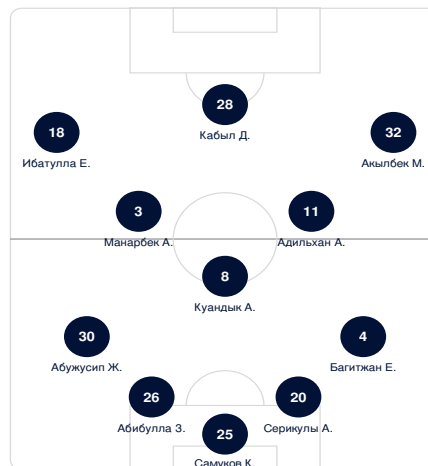 28
Кабыл Д.
18
Ибатулла Е.
32
Акылбек М.
3
Манарбек А.
11
Адильхан А.
8
Куандык А.
30
Абужусип Ж.
4
Багитжан Е.
26
Абибулла З.
20
Серикулы А.
25
Самуков К.